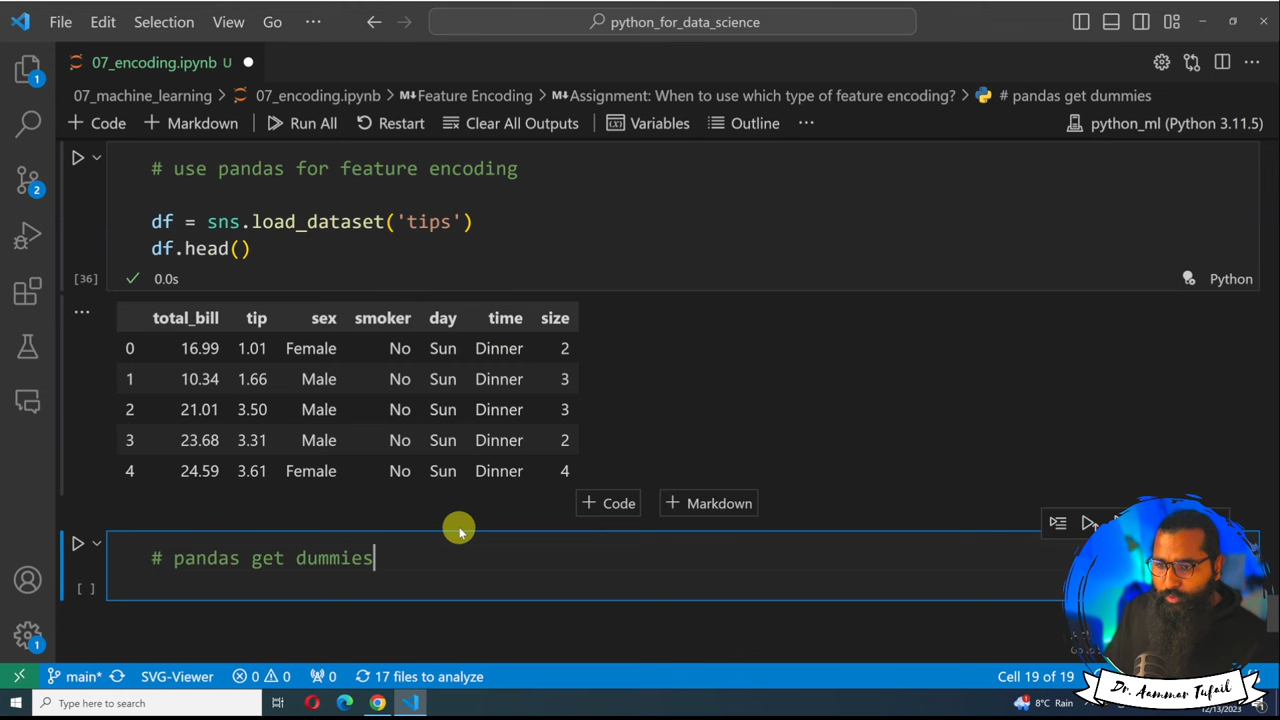 File Edit Selection View Go ··· python_for_data_science
07_encoding.ipynb U
07_machine_learning > 07_encoding.ipynb > M↓Feature Encoding > M↓Assignment: When to use which type of feature encoding? > # pandas get dummies
+ Code + Markdown Run All Restart Clear All Outputs Variables Outline ··· python_ml (Python 3.11.5)
# use pandas for feature encoding
df = sns.load_dataset('tips')
df.head()
[36] ✓ 0.0s Python
total_bill tip sex smoker day time size
0 16.99 1.01 Female No Sun Dinner 2
1 10.34 1.66 Male No Sun Dinner 3
2 21.01 3.50 Male No Sun Dinner 3
3 23.68 3.31 Male No Sun Dinner 2
4 24.59 3.61 Female No Sun Dinner 4
+ Code + Markdown
# pandas get dummies
[ ]
1
2
1
main* SVG-Viewer 0 0 0 17 files to analyze Cell 19 of 19
Type here to search 8°C Rain 12/13/2023
Dr. Aammar Tufail